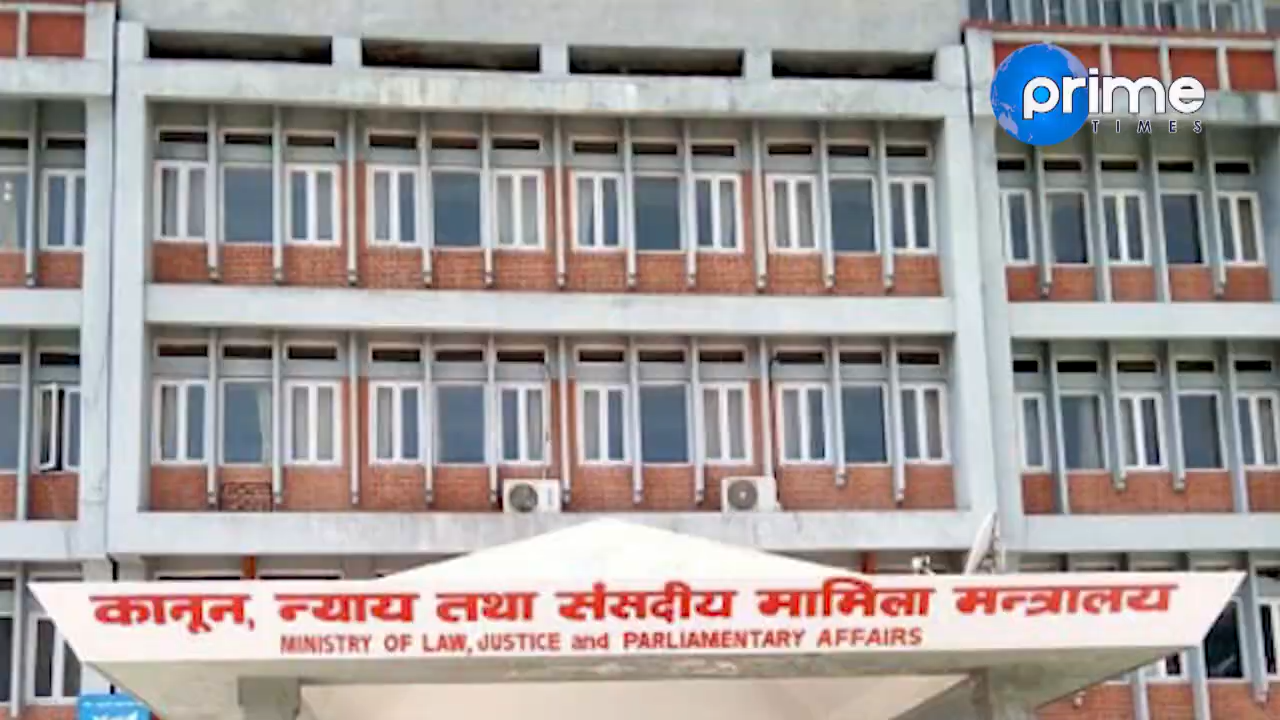 prime
TIMES
कानून, न्याय तथा संसदीय मामिला मन्त्रालय
MINISTRY OF LAW, JUSTICE and PARLIAMENTARY AFFAIRS